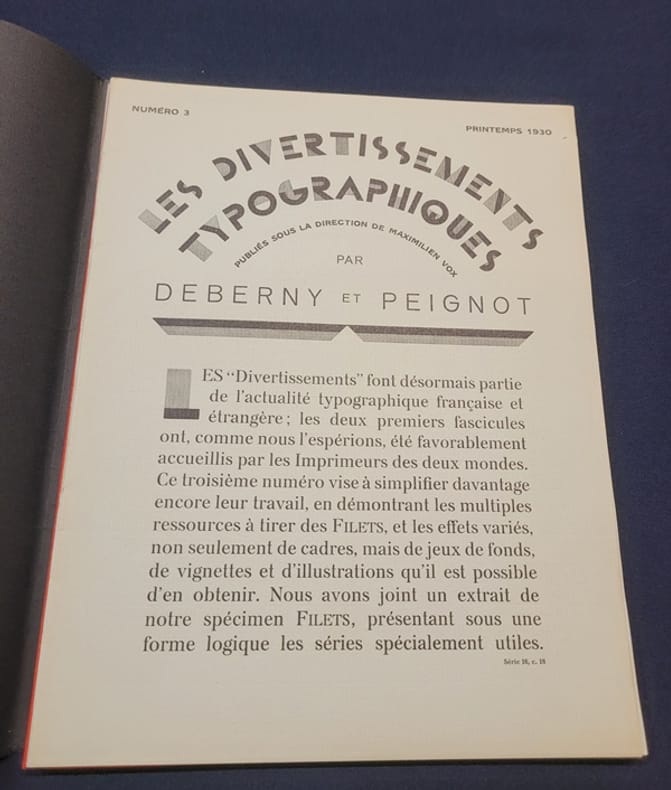 NUMÉRO 3
PRINTEMPS 1930
LES DIVERTISSEMENTS
TYPOGRAPHIQUES
PUBLIÉS SOUS LA DIRECTION DE MAXIMILIEN VOX
PAR
DEBERNY ET PEIGNOT
LES “Divertissements” font désormais partie
de l’actualité typographique française et
étrangère ; les deux premiers fascicules
ont, comme nous l’espérions, été favorablement
accueillis par les Imprimeurs des deux mondes.
Ce troisième numéro vise à simplifier davantage
encore leur travail, en démontrant les multiples
ressources à tirer des FILETS, et les effets variés,
non seulement de cadres, mais de jeux de fonds,
de vignettes et d’illustrations qu’il est possible
d’en obtenir. Nous avons joint un extrait de
notre spécimen FILETS, présentant sous une
forme logique les séries spécialement utiles.
Série 16, c. 18